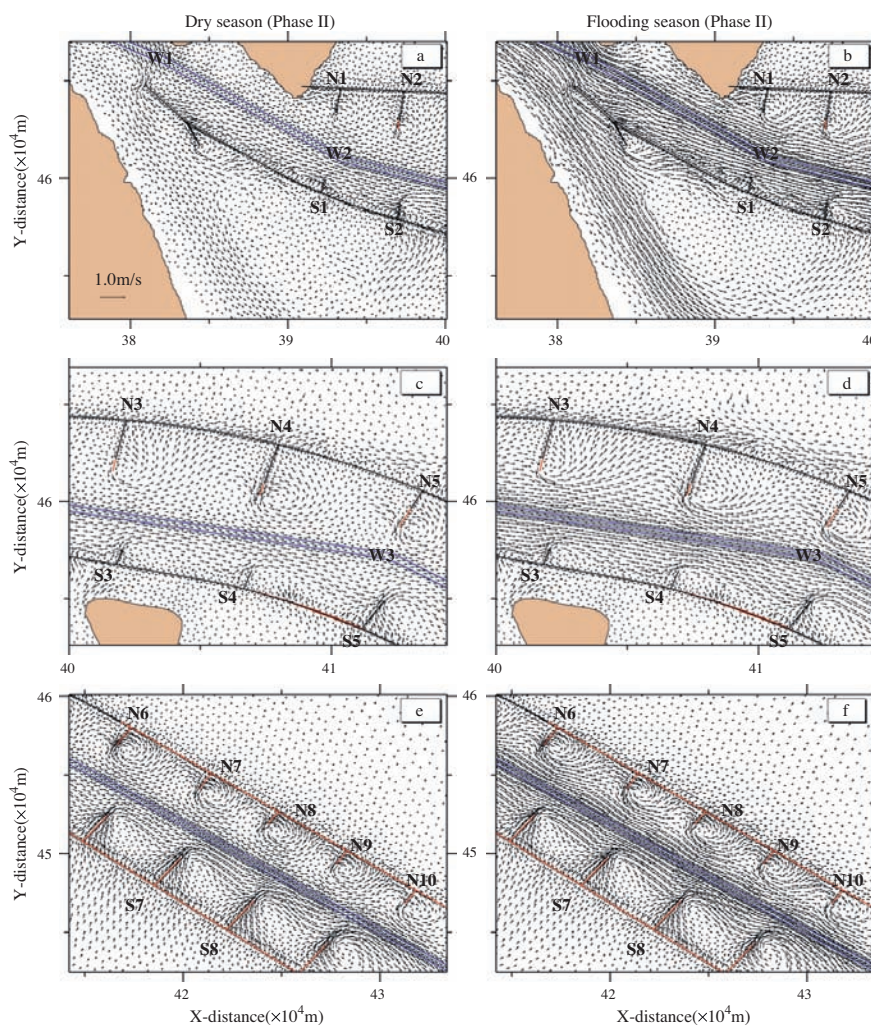 Dry season (Phase II)
Flooding season (Phase II)
a
W1
N1
N2
W2
46
S1
S2
1.0m/s
Y-distance(×10⁴m)
38
39
40
b
W1
N1
N2
W2
46
S1
S2
38
39
40
c
N3
N4
N5
46
W3
S3
S4
S5
Y-distance(×10⁴m)
40
41
d
N3
N4
N5
46
W3
S3
S4
S5
40
41
46
e
N6
N7
N8
N9
N10
45
S7
S8
Y-distance(×10⁴m)
42
43
X-distance(×10⁴m)
46
f
N6
N7
N8
N9
N10
45
S7
S8
42
43
X-distance(×10⁴m)